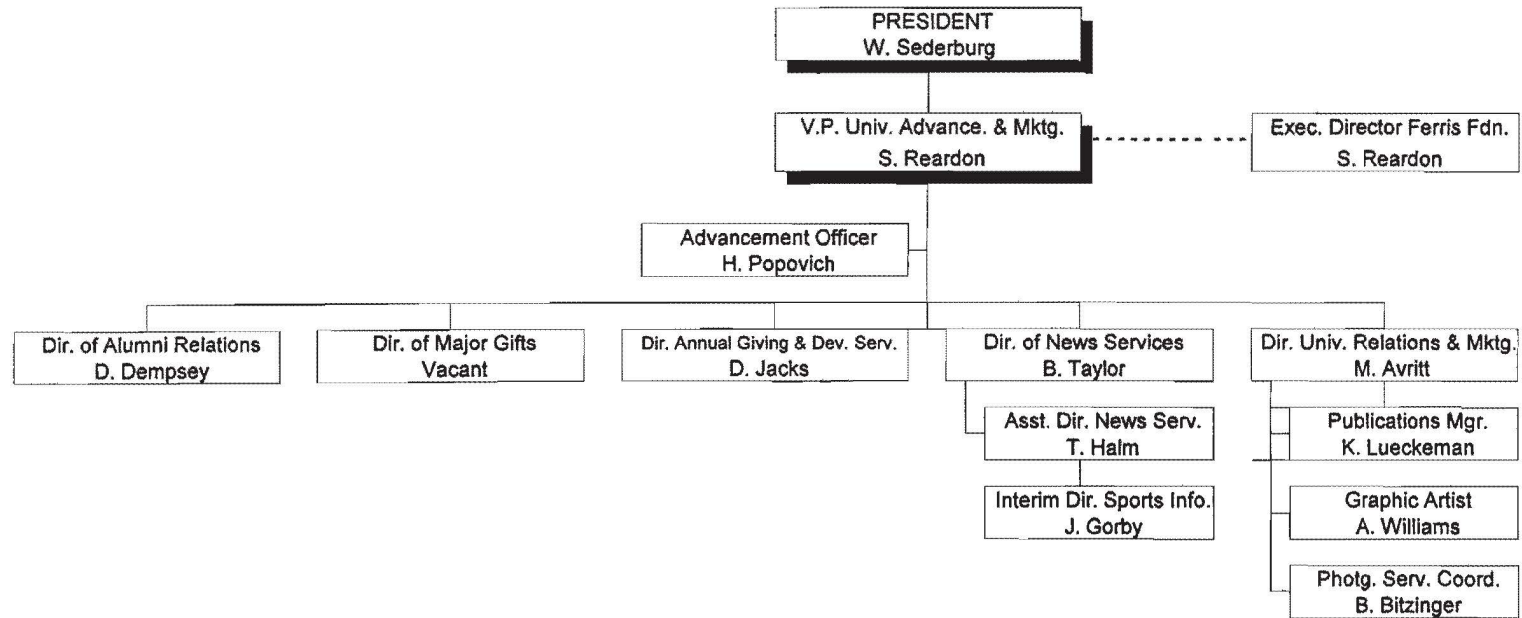 PRESIDENT
W. Sederburg
V.P. Univ. Advance. & Mktg.
S. Reardon
Exec. Director Ferris Fdn.
S. Reardon
Advancement Officer
H. Popovich
Dir. of Alumni Relations
D. Dempsey
Dir. of Major Gifts
Vacant
Dir. Annual Giving & Dev. Serv.
D. Jacks
Dir. of News Services
B. Taylor
Dir. Univ. Relations & Mktg.
M. Avritt
Asst. Dir. News Serv.
T. Halm
Interim Dir. Sports Info.
J. Gorby
Publications Mgr.
K. Lueckeman
Graphic Artist
A. Williams
Photg. Serv. Coord.
B. Bitzinger